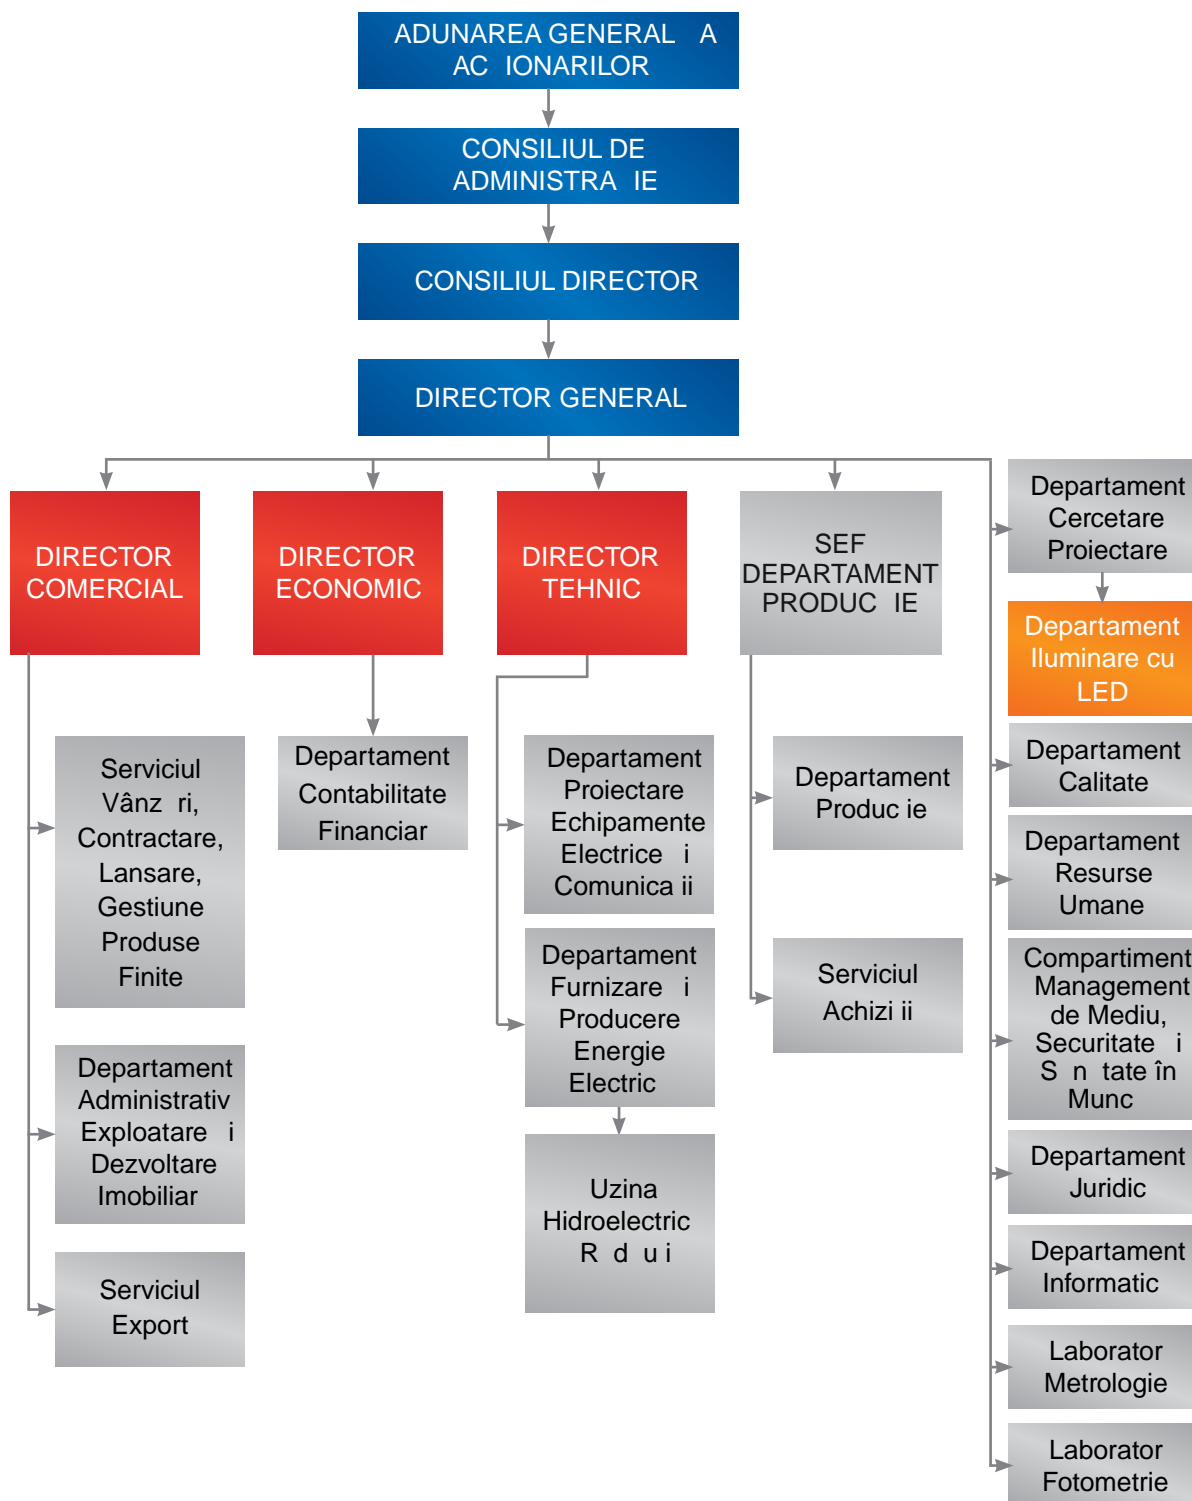 ADUNAREA GENERAL A
AC IONARILOR
CONSILIUL DE
ADMINISTRA IE
CONSILIUL DIRECTOR
DIRECTOR GENERAL
DIRECTOR
COMERCIAL
DIRECTOR
ECONOMIC
DIRECTOR
TEHNIC
SEF
DEPARTAMENT
PRODUC IE
Departament
Cercetare
Proiectare
Departament
Iluminare cu
LED
Serviciul
Vânz ri,
Contractare,
Lansare,
Gestiune
Produse
Finite
Departament
Administrativ
Exploatare i
Dezvoltare
Imobiliar
Serviciul
Export
Departament
Contabilitate
Financiar
Departament
Proiectare
Echipamente
Electrice i
Comunica ii
Departament
Furnizare i
Producere
Energie
Electric
Uzina
Hidroelectric
R d u i
Departament
Produc ie
Serviciul
Achizi ii
Departament
Calitate
Departament
Resurse
Umane
Compartiment
Management
de Mediu,
Securitate i
S n tate în
Munc
Departament
Juridic
Departament
Informatic
Laborator
Metrologie
Laborator
Fotometrie